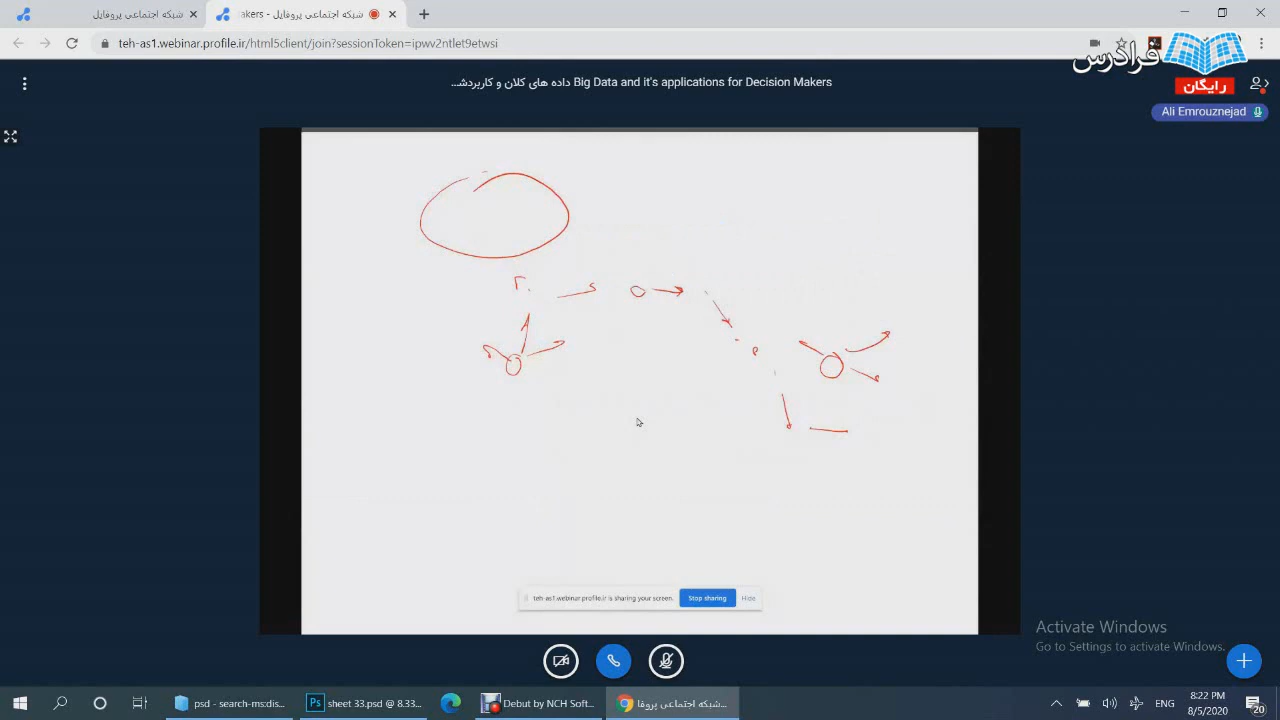 شبکه اجتماعی پروفایل
akers - شبکه اجتماعی پروفایل
teh-as1.webinar.profile.ir/html5client/join?sessionToken=ipwv2ntlet9etwsi
فرادرس
رایگان
داده های کلان و کاربردش... Big Data and it's applications for Decision Makers
Ali Emrouznejad
teh-as1.webinar.profile.ir is sharing your screen.
Stop sharing
Hide
Activate Windows
Go to Settings to activate Windows.
psd - search-ms:dis...
sheet 33.psd @ 8.33...
Debut by NCH Soft...
شبکه اجتماعی پروفا...
ENG
8:22 PM
8/5/2020
20